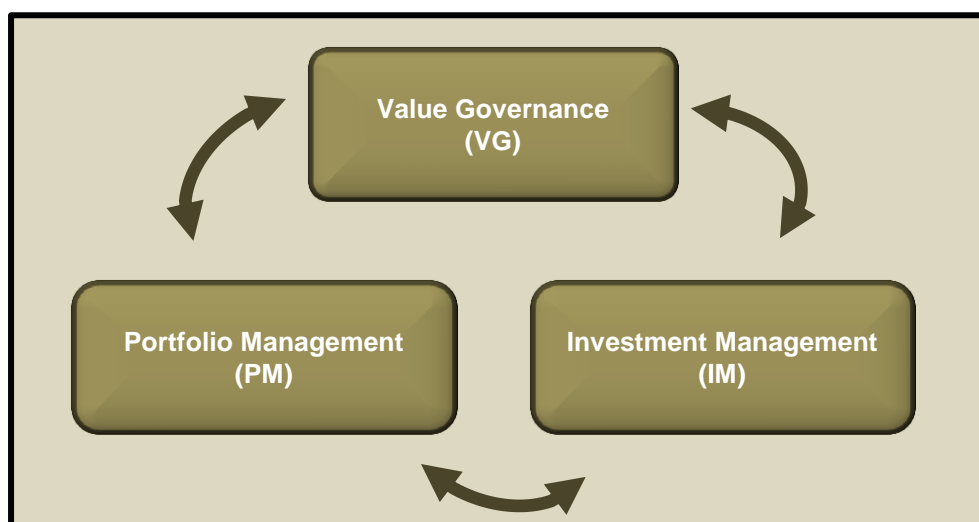 Value Governance
(VG)
Portfolio Management
(PM)
Investment Management
(IM)